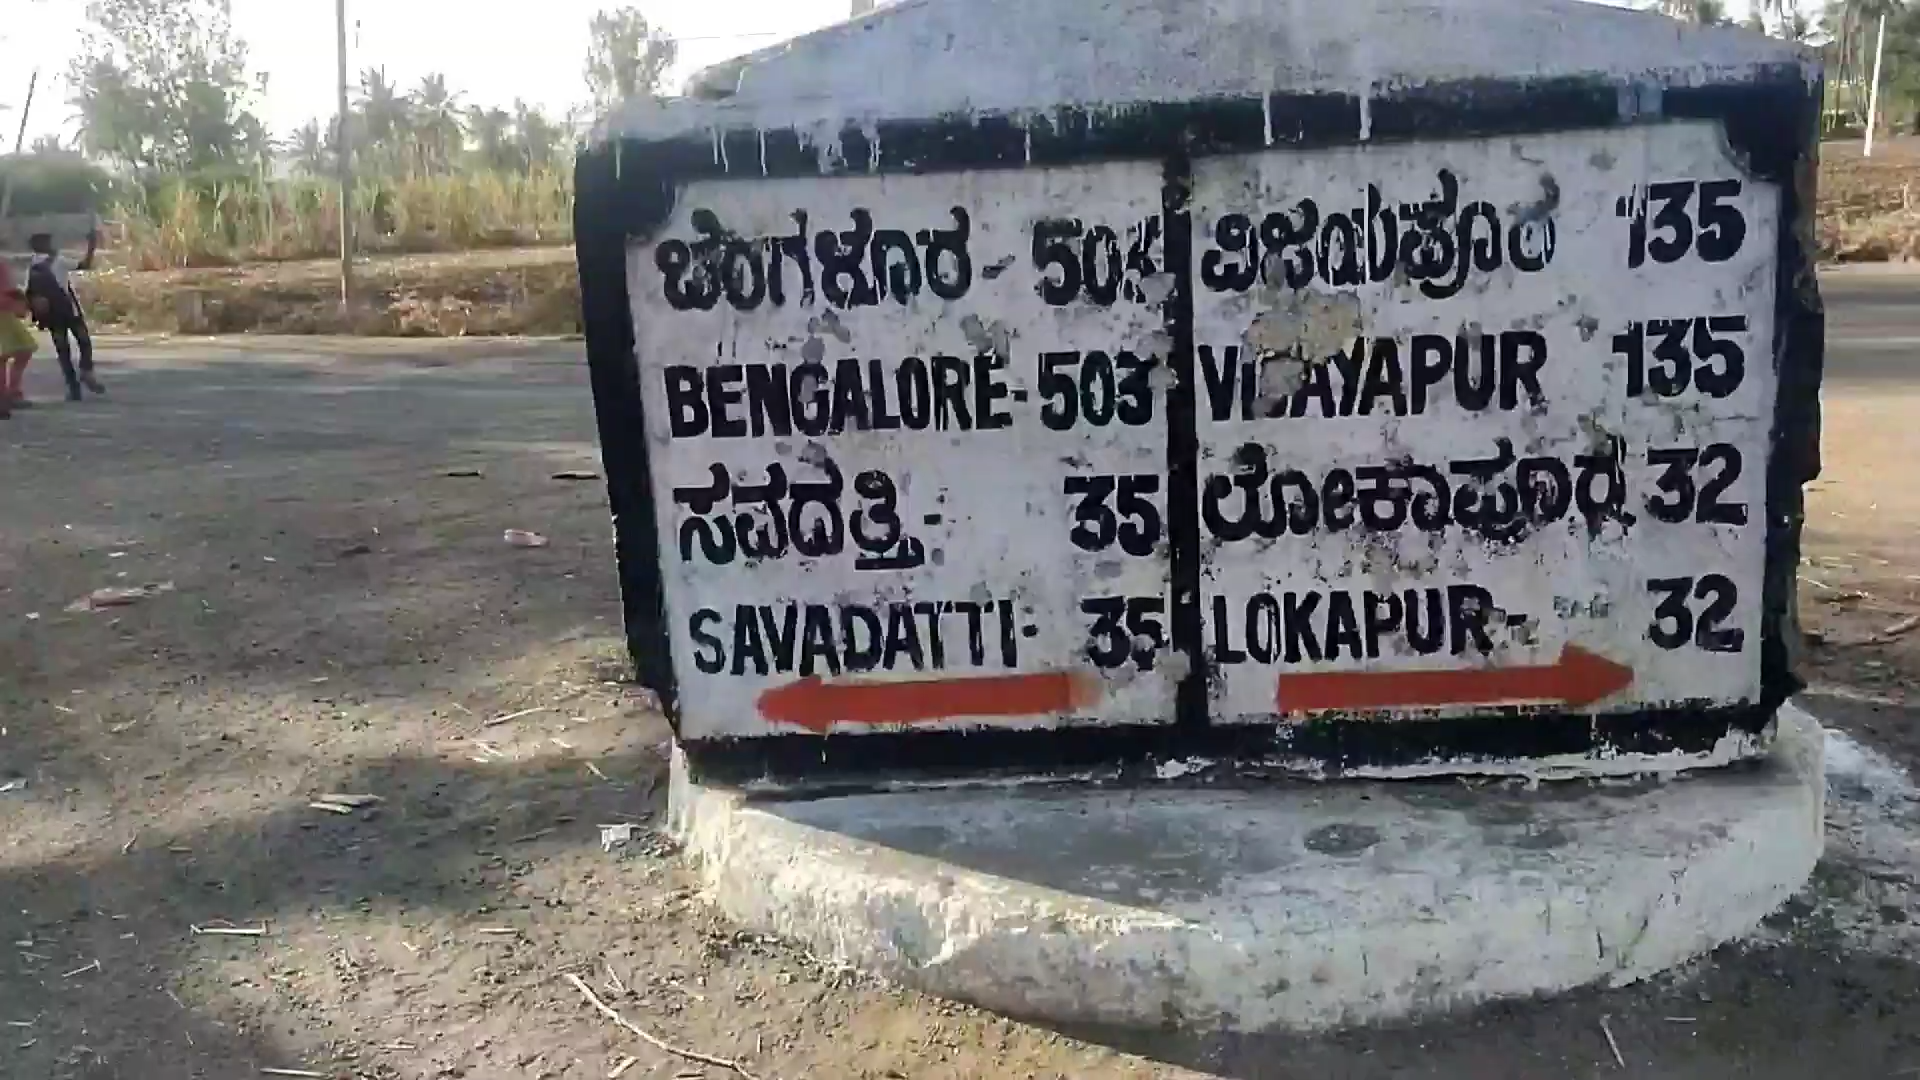 ಬೆಂಗಳೂರ - 503
BENGALORE - 503
ಸವದತ್ತಿ - 35
SAVADATTI - 35
ವಿಜಯಪೂರ 135
VIJAYAPUR 135
ಲೋಕಾಪೂರ 32
LOKAPUR - 32